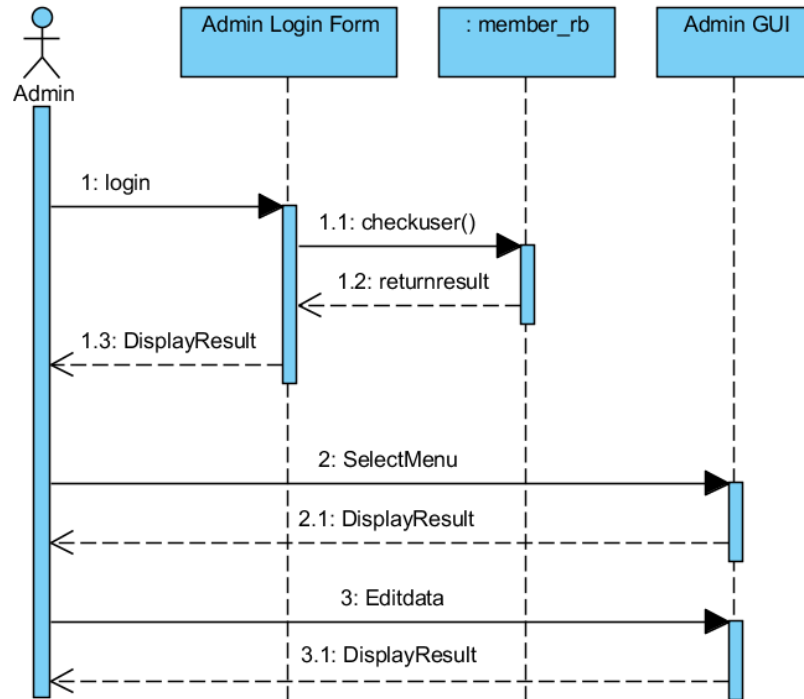 Admin Login Form
: member_rb
Admin GUI
Admin
1: login
1.1: checkuser()
1.2: returnresult
1.3: DisplayResult
2: SelectMenu
2.1: DisplayResult
3: Editdata
3.1: DisplayResult